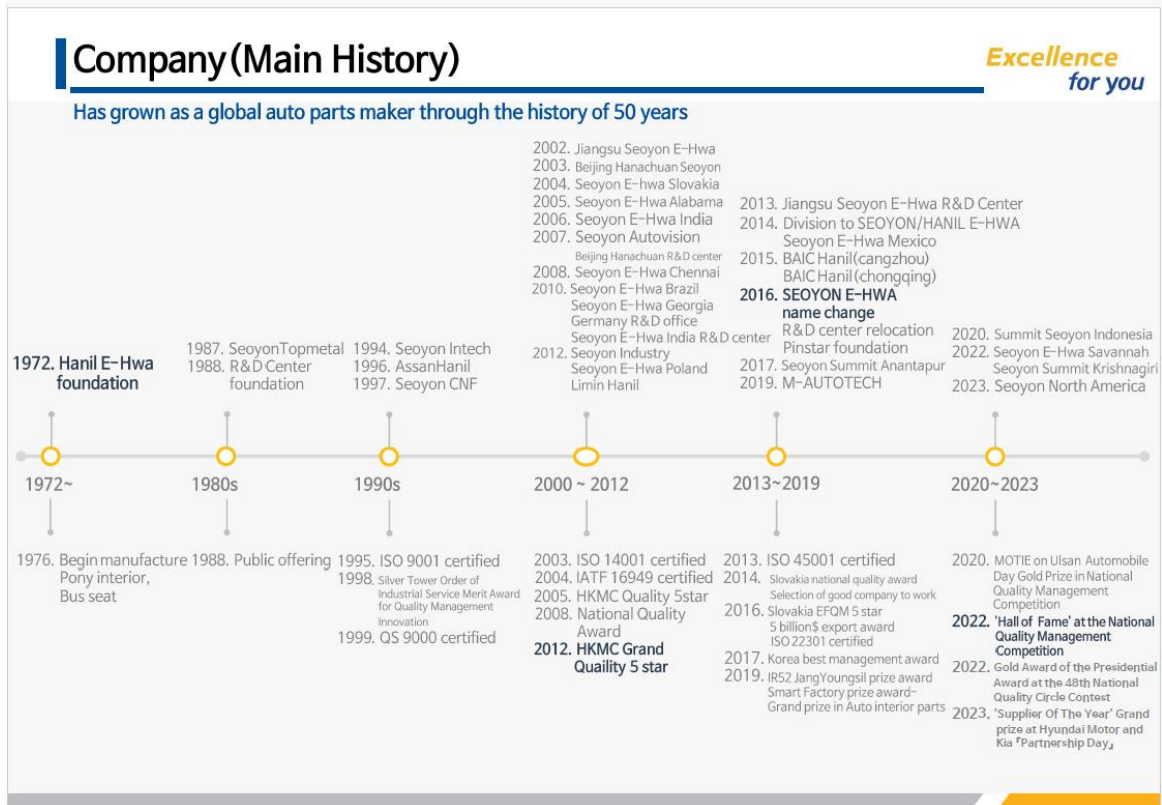 Company(Main History)
Excellence
for you
Has grown as a global auto parts maker through the history of 50 years
1972. Hanil E-Hwa
foundation
1987. SeoyonTopmetal
1988. R&D Center
foundation
1994. Seoyon Intech
1996. AssanHanil
1997. Seoyon CNF
2002. Jiangsu Seoyon E-Hwa
2003. Beijing Hanachuan Seoyon
2004. Seoyon E-hwa Slovakia
2005. Seoyon E-Hwa Alabama
2006. Seoyon E-Hwa India
2007. Seoyon Autovision
Beijing Hanachuan R&D center
2008. Seoyon E-Hwa Chennai
2010. Seoyon E-Hwa Brazil
Seoyon E-Hwa Georgia
Germany R&D office
Seoyon E-Hwa India R&D center
2012. Seoyon Industry
Seoyon E-Hwa Poland
Limin Hanil
2013. Jiangsu Seoyon E-Hwa R&D Center
2014. Division to SEOYON/HANIL E-HWA
Seoyon E-Hwa Mexico
2015. BAIC Hanil(cangzhou)
BAIC Hanil(chongqing)
2016. SEOYON E-HWA
name change
R&D center relocation
Pinstar foundation
2017. Seoyon Summit Anantapur
2019. M-AUTOTECH
2020. Summit Seoyon Indonesia
2022. Seoyon E-Hwa Savannah
Seoyon Summit Krishnagiri
2023. Seoyon North America
1972~
1980s
1990s
2000 ~ 2012
2013~2019
2020~2023
1976. Begin manufacture
Pony interior,
Bus seat
1988. Public offering
1995. ISO 9001 certified
1998. Silver Tower Order of
Industrial Service Merit Award
for Quality Management
Innovation
1999. QS 9000 certified
2003. ISO 14001 certified
2004. IATF 16949 certified
2005. HKMC Quality 5star
2008. National Quality
Award
2012. HKMC Grand
Quaility 5 star
2013. ISO 45001 certified
2014. Slovakia national quality award
Selection of good company to work
2016. Slovakia EFQM 5 star
5 billion$ export award
ISO 22301 certified
2017. Korea best management award
2019. IR52 JangYoungsil prize award
Smart Factory prize award-
Grand prize in Auto interior parts
2020. MOTIE on Ulsan Automobile
Day Gold Prize in National
Quality Management
Competition
2022. 'Hall of Fame' at the National
Quality Management
Competition
2022. Gold Award of the Presidential
Award at the 48th National
Quality Circle Contest
2023. 'Supplier Of The Year' Grand
prize at Hyundai Motor and
Kia 『Partnership Day』